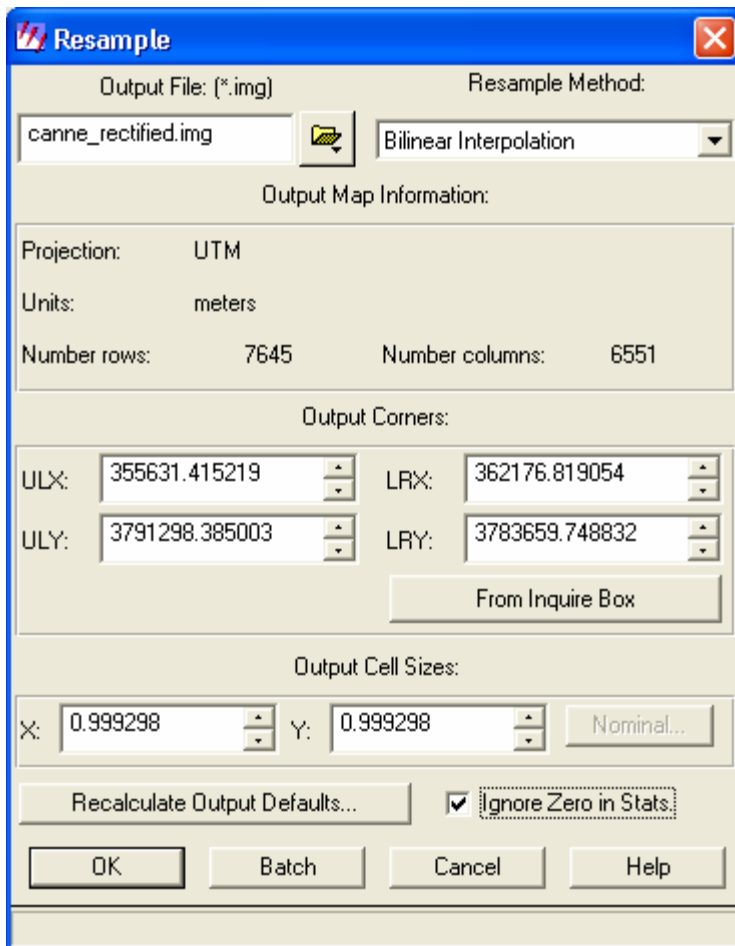 Resample
Output File: (*.img)
Resample Method:
canne_rectified.img
Bilinear Interpolation
Output Map Information:
Projection: UTM
Units: meters
Number rows: 7645 Number columns: 6551
Output Corners:
ULX: 355631.415219 LRX: 362176.819054
ULY: 3791298.385003 LRY: 3783659.748832
From Inquire Box
Output Cell Sizes:
X: 0.999298 Y: 0.999298 Nominal...
Recalculate Output Defaults... Ignore Zero in Stats.
OK Batch Cancel Help